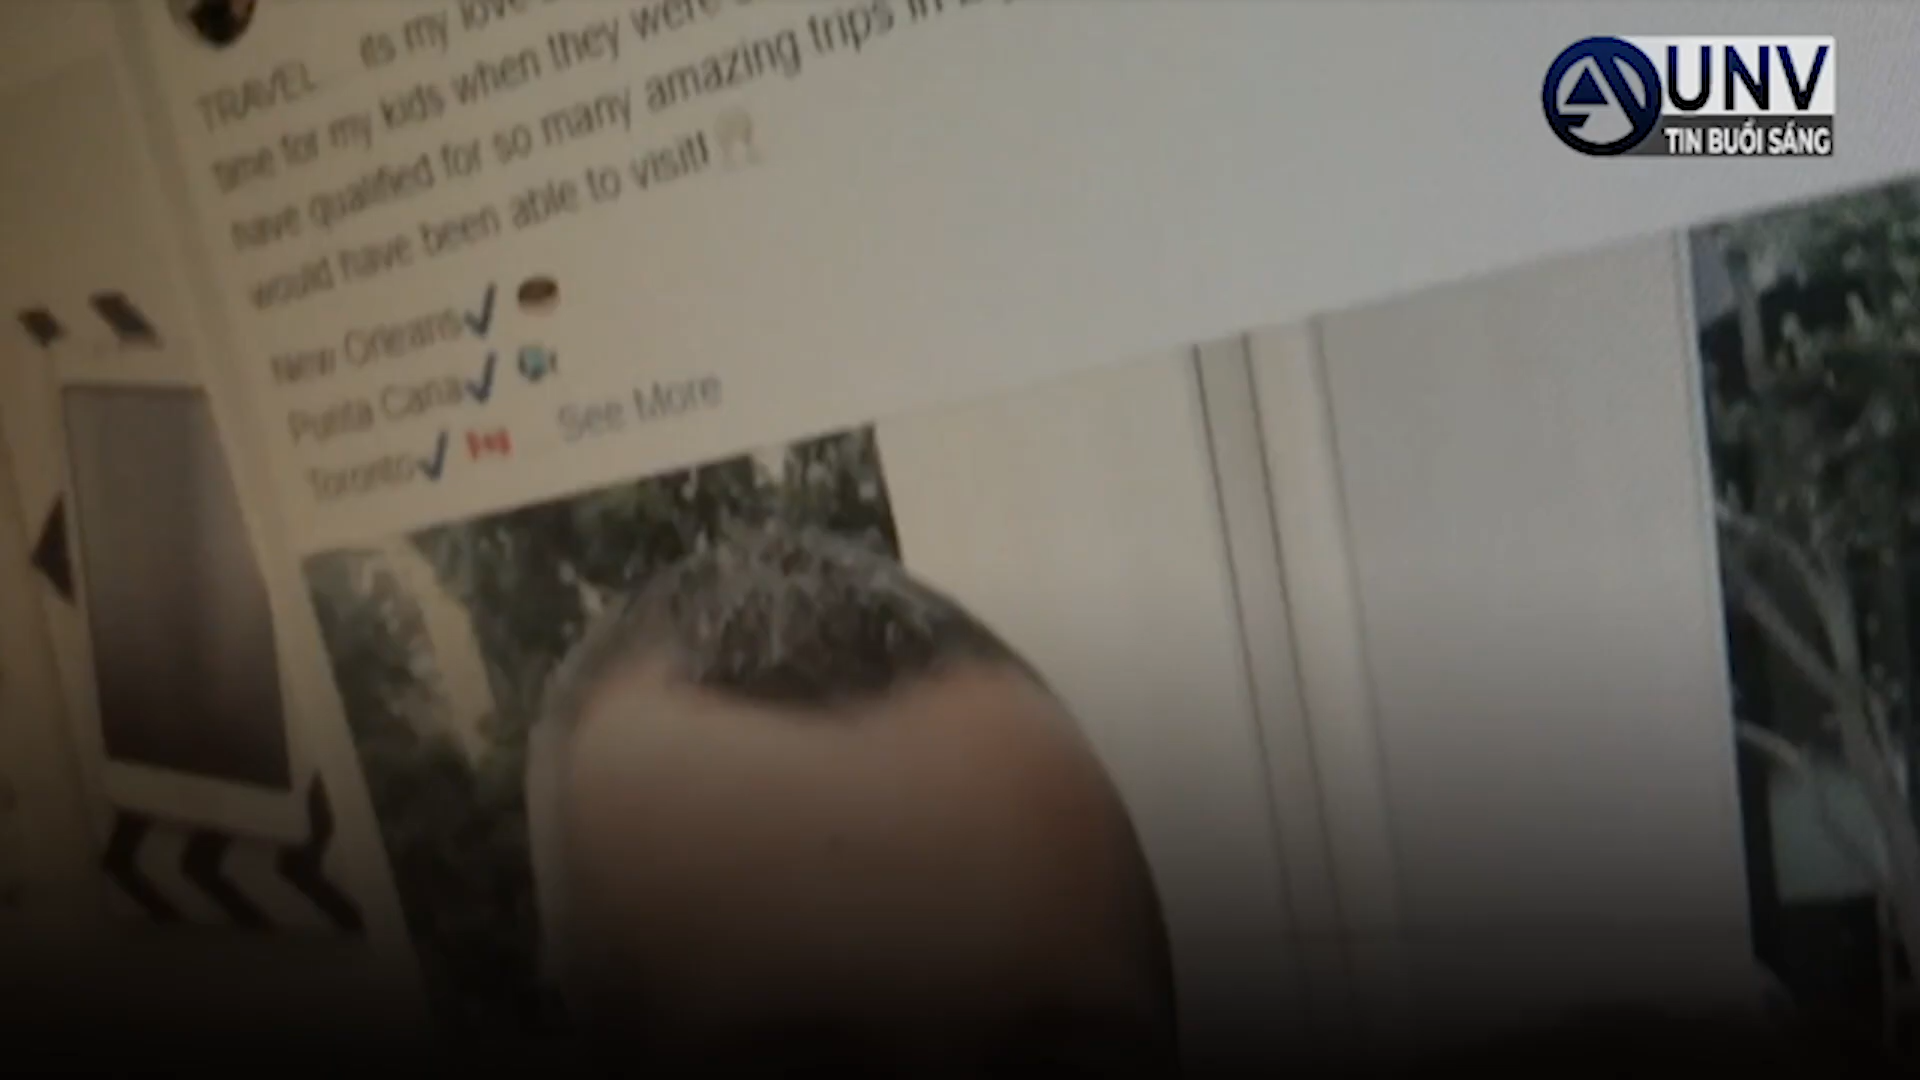 TRAVEL its my love
time for my kids when they were
have qualified for so many amazing trips in
would have been able to visit!
New Orleans
Punta Cana
Toronto See More
UNV
TIN BUỔI SÁNG